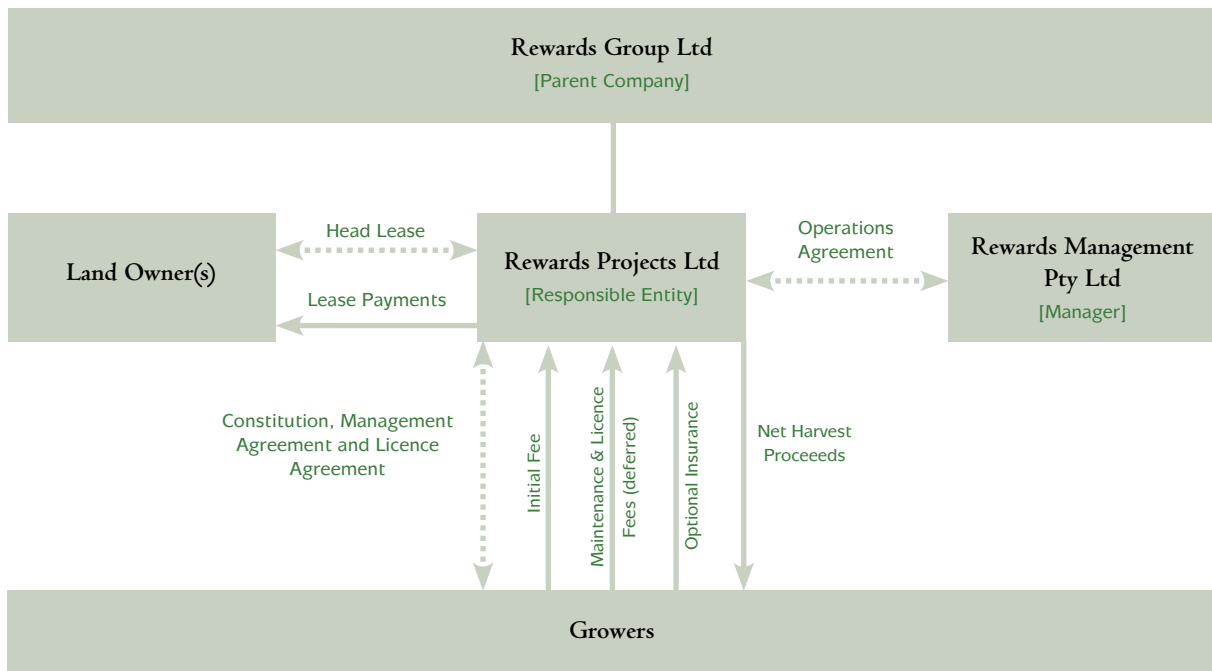 Rewards Group Ltd
[Parent Company]
Land Owner(s)
Head Lease
Lease Payments
Rewards Projects Ltd
[Responsible Entity]
Operations
Agreement
Rewards Management
Pty Ltd
[Manager]
Constitution, Management
Agreement and Licence
Agreement
Initial Fee
Maintenance & Licence
Fees (deferred)
Optional Insurance
Net Harvest
Proceeeds
Growers